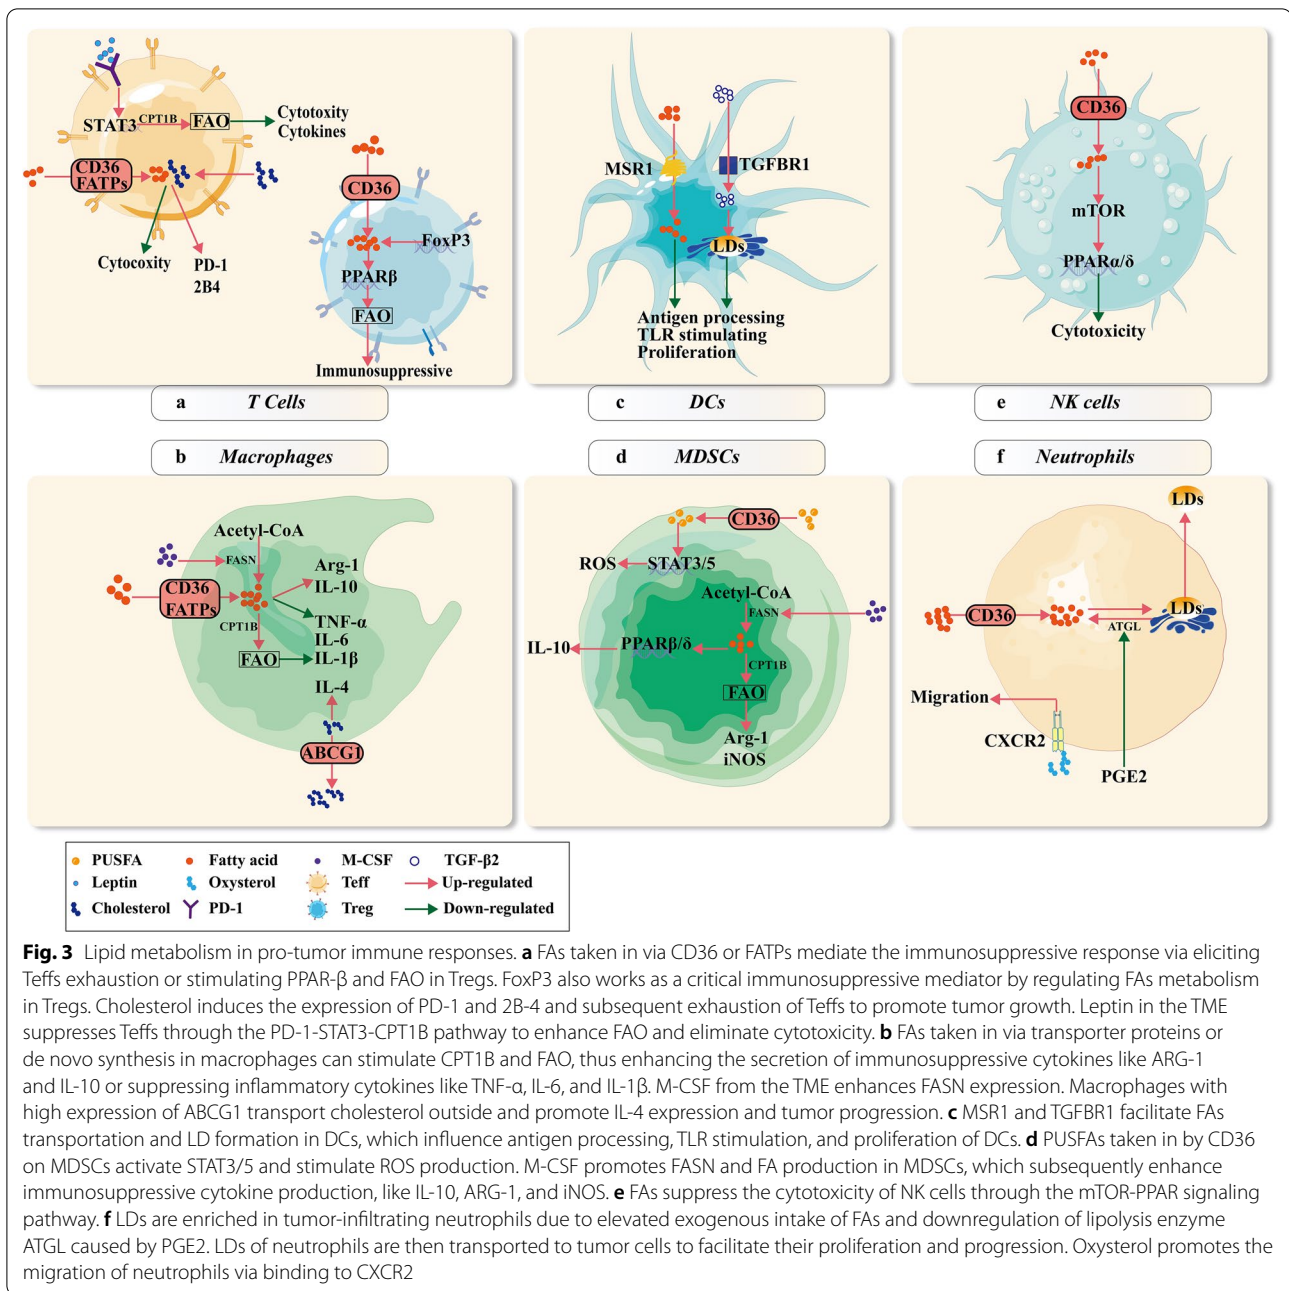 STAT3
CPT1B
FAO
Cytotoxity
Cytokines
CD36
FATPs
Cytocoxity
PD-1
2B4
CD36
FoxP3
PPARβ
FAO
Immunosuppressive
MSR1
TGFBR1
LDs
Antigen processing
TLR stimulating
Proliferation
CD36
mTOR
PPARα/δ
Cytotoxicity
a T Cells
c DCs
e NK cells
b Macrophages
d MDSCs
f Neutrophils
Acetyl-CoA
FASN
CD36
FATPs
CPT1B
FAO
Arg-1
IL-10
TNF-α
IL-6
IL-1β
IL-4
ABCG1
CD36
ROS
STAT3/5
Acetyl-CoA
FASN
IL-10
PPARβ/δ
CPT1B
FAO
Arg-1
iNOS
LDs
CD36
LDs
ATGL
Migration
CXCR2
PGE2
PUSFA
Fatty acid
M-CSF
TGF-β2
Leptin
Oxysterol
Teff
Up-regulated
Cholesterol
PD-1
Treg
Down-regulated
Fig. 3 Lipid metabolism in pro-tumor immune responses. a FAs taken in via CD36 or FATPs mediate the immunosuppressive response via eliciting
Teffs exhaustion or stimulating PPAR-β and FAO in Tregs. FoxP3 also works as a critical immunosuppressive mediator by regulating FAs metabolism
in Tregs. Cholesterol induces the expression of PD-1 and 2B-4 and subsequent exhaustion of Teffs to promote tumor growth. Leptin in the TME
suppresses Teffs through the PD-1-STAT3-CPT1B pathway to enhance FAO and eliminate cytotoxicity. b FAs taken in via transporter proteins or
de novo synthesis in macrophages can stimulate CPT1B and FAO, thus enhancing the secretion of immunosuppressive cytokines like ARG-1
and IL-10 or suppressing inflammatory cytokines like TNF-α, IL-6, and IL-1β. M-CSF from the TME enhances FASN expression. Macrophages with
high expression of ABCG1 transport cholesterol outside and promote IL-4 expression and tumor progression. c MSR1 and TGFBR1 facilitate FAs
transportation and LD formation in DCs, which influence antigen processing, TLR stimulation, and proliferation of DCs. d PUSFAs taken in by CD36
on MDSCs activate STAT3/5 and stimulate ROS production. M-CSF promotes FASN and FA production in MDSCs, which subsequently enhance
immunosuppressive cytokine production, like IL-10, ARG-1, and iNOS. e FAs suppress the cytotoxicity of NK cells through the mTOR-PPAR signaling
pathway. f LDs are enriched in tumor-infiltrating neutrophils due to elevated exogenous intake of FAs and downregulation of lipolysis enzyme
ATGL caused by PGE2. LDs of neutrophils are then transported to tumor cells to facilitate their proliferation and progression. Oxysterol promotes the
migration of neutrophils via binding to CXCR2